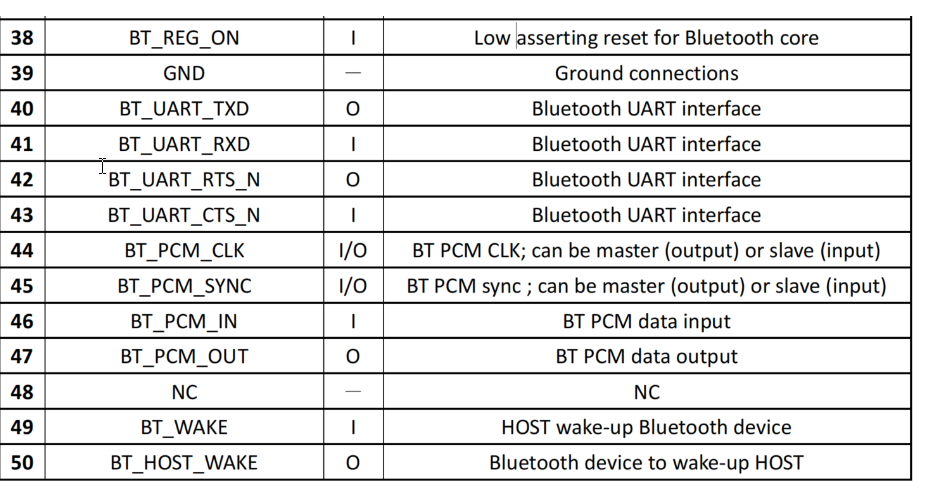 38 BT_REG_ON I Low asserting reset for Bluetooth core
39 GND — Ground connections
40 BT_UART_TXD O Bluetooth UART interface
41 BT_UART_RXD I Bluetooth UART interface
42 BT_UART_RTS_N O Bluetooth UART interface
43 BT_UART_CTS_N I Bluetooth UART interface
44 BT_PCM_CLK I/O BT PCM CLK; can be master (output) or slave (input)
45 BT_PCM_SYNC I/O BT PCM sync ; can be master (output) or slave (input)
46 BT_PCM_IN I BT PCM data input
47 BT_PCM_OUT O BT PCM data output
48 NC — NC
49 BT_WAKE I HOST wake-up Bluetooth device
50 BT_HOST_WAKE O Bluetooth device to wake-up HOST